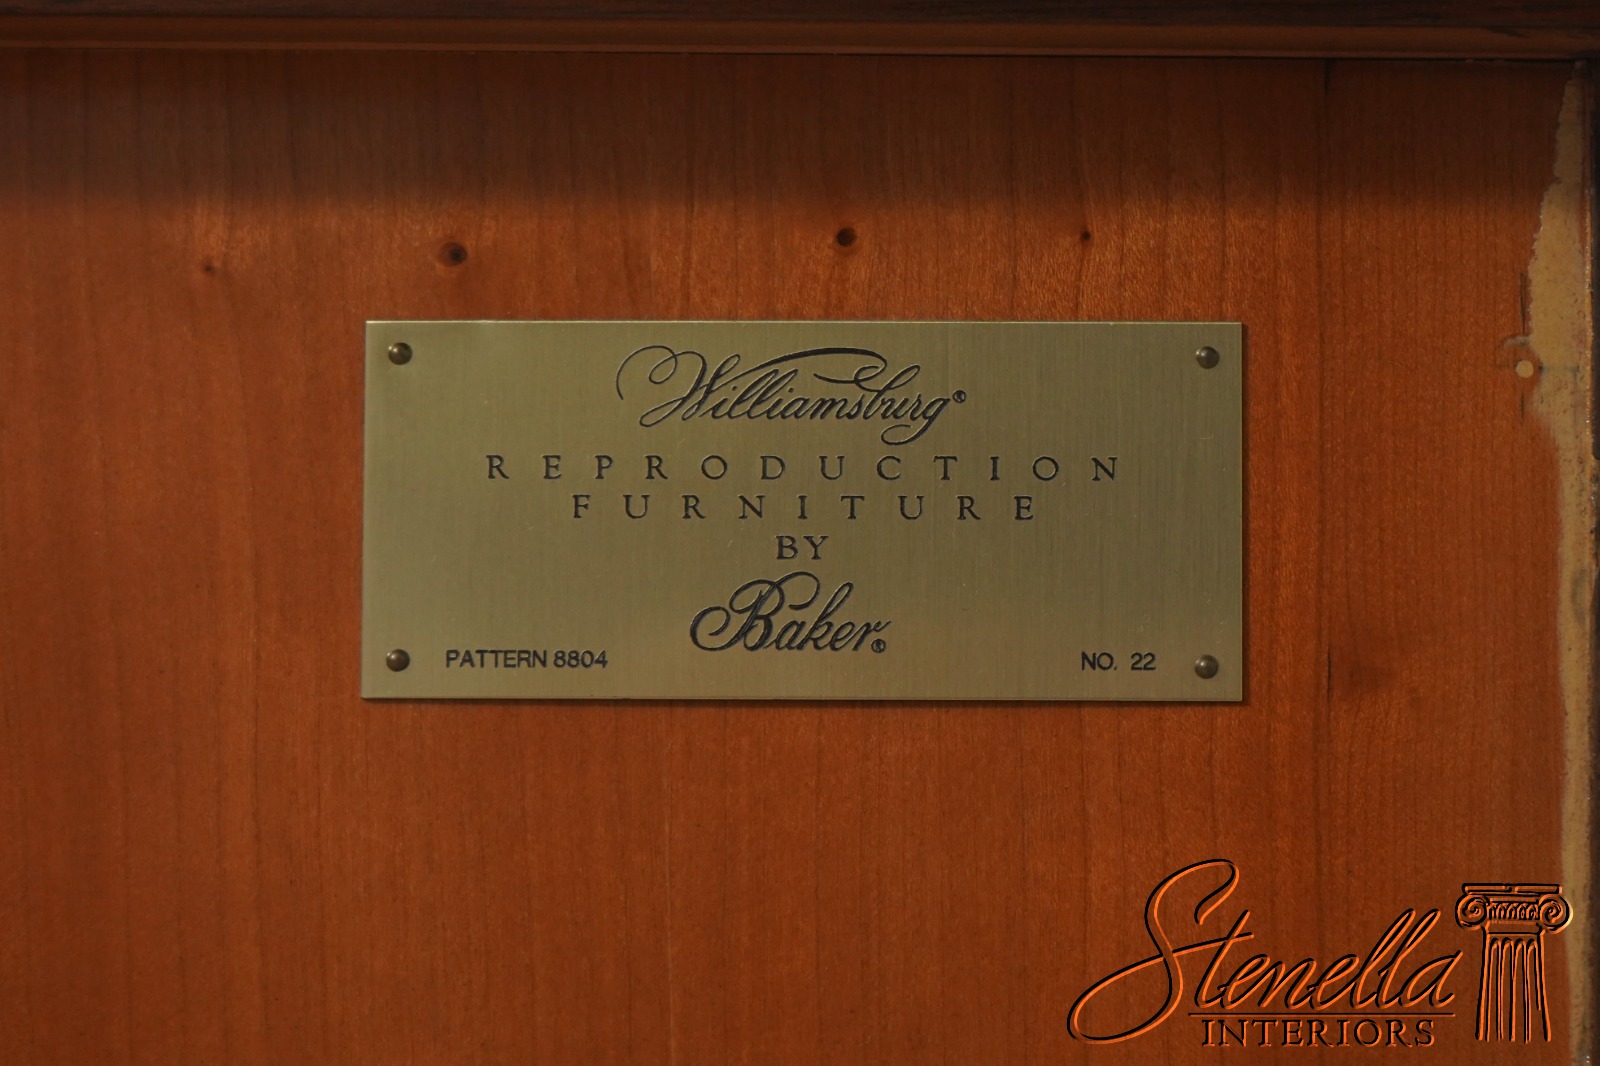 Williamsburg®
REPRODUCTION
FURNITURE
BY
Baker®
PATTERN 8804 NO. 22
Stenella
INTERIORS